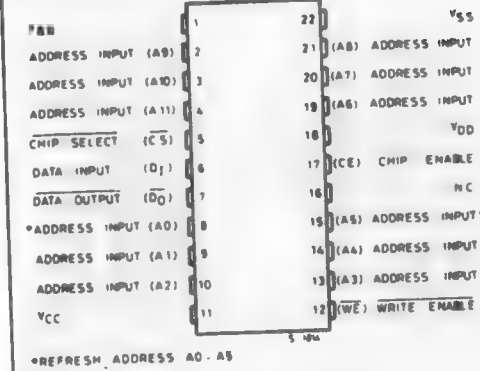 1
22 VSS
ADDRESS INPUT (A9) 2
21 (A8) ADDRESS INPUT
ADDRESS INPUT (A10) 3
20 (A7) ADDRESS INPUT
ADDRESS INPUT (A11) 4
19 (A6) ADDRESS INPUT
CHIP SELECT (CS) 5
18 VDD
DATA INPUT (DI) 6
17 (CE) CHIP ENABLE
DATA OUTPUT (DO) 7
16 NC
*ADDRESS INPUT (A0) 8
15 (A5) ADDRESS INPUT*
ADDRESS INPUT (A1) 9
14 (A4) ADDRESS INPUT
ADDRESS INPUT (A2) 10
13 (A3) ADDRESS INPUT
VCC 11
12 (WE) WRITE ENABLE
*REFRESH ADDRESS A0-A5